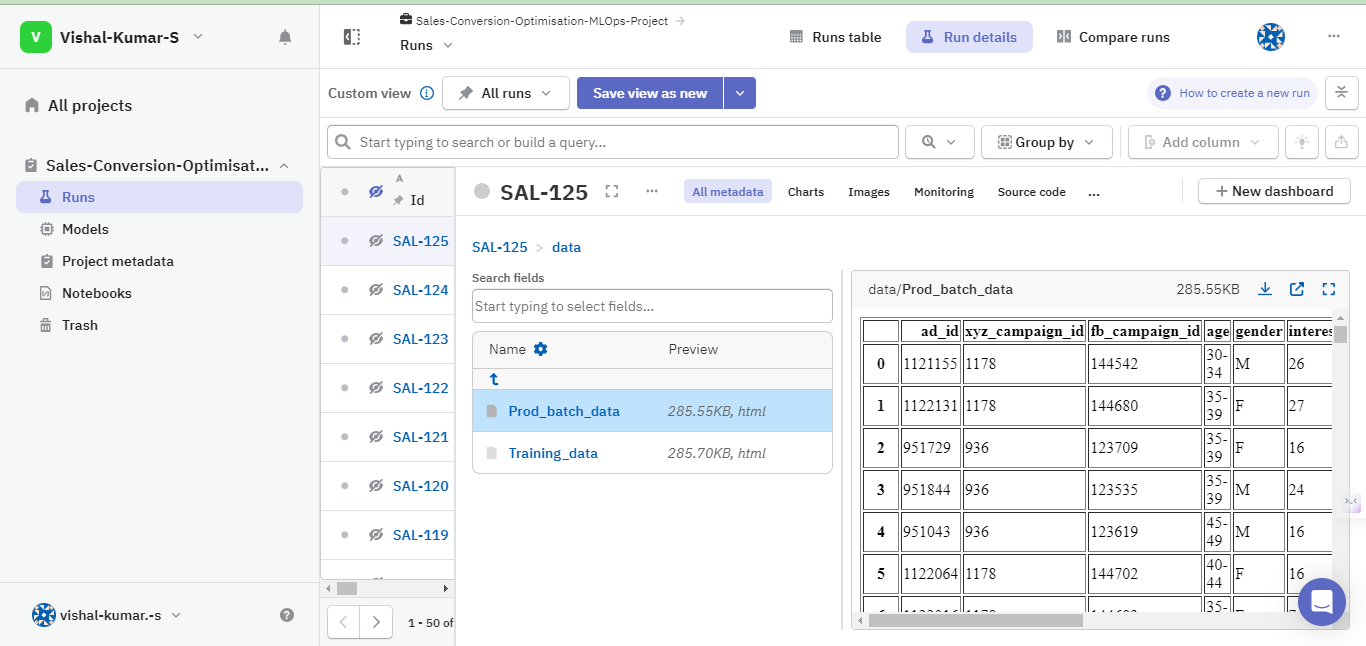 V Vishal-Kumar-S
Sales-Conversion-Optimisation-MLOps-Project
Runs
Runs table
Run details
Compare runs
Custom view
All runs
Save view as new
How to create a new run
All projects
Start typing to search or build a query...
Group by
Add column
Sales-Conversion-Optimisat...
Runs
Models
Project metadata
Notebooks
Trash
A
Id
SAL-125
SAL-124
SAL-123
SAL-122
SAL-121
SAL-120
SAL-119
SAL-125
All metadata
Charts
Images
Monitoring
Source code
...
New dashboard
SAL-125 > data
Search fields
Start typing to select fields...
Name Preview
Prod_batch_data 285.55KB, html
Training_data 285.70KB, html
data/Prod_batch_data 285.55KB
ad_id xyz_campaign_id fb_campaign_id age gender
0 1121155 1178 144542 30-34 M 26
1 1122131 1178 144680 35-39 F 27
2 951729 936 123709 35-39 F 16
3 951844 936 123535 35-39 M 24
4 951043 936 123619 45-49 M 16
5 1122064 1178 144702 40-44 F 16
35-
vishal-kumar.-s
1 - 50 of